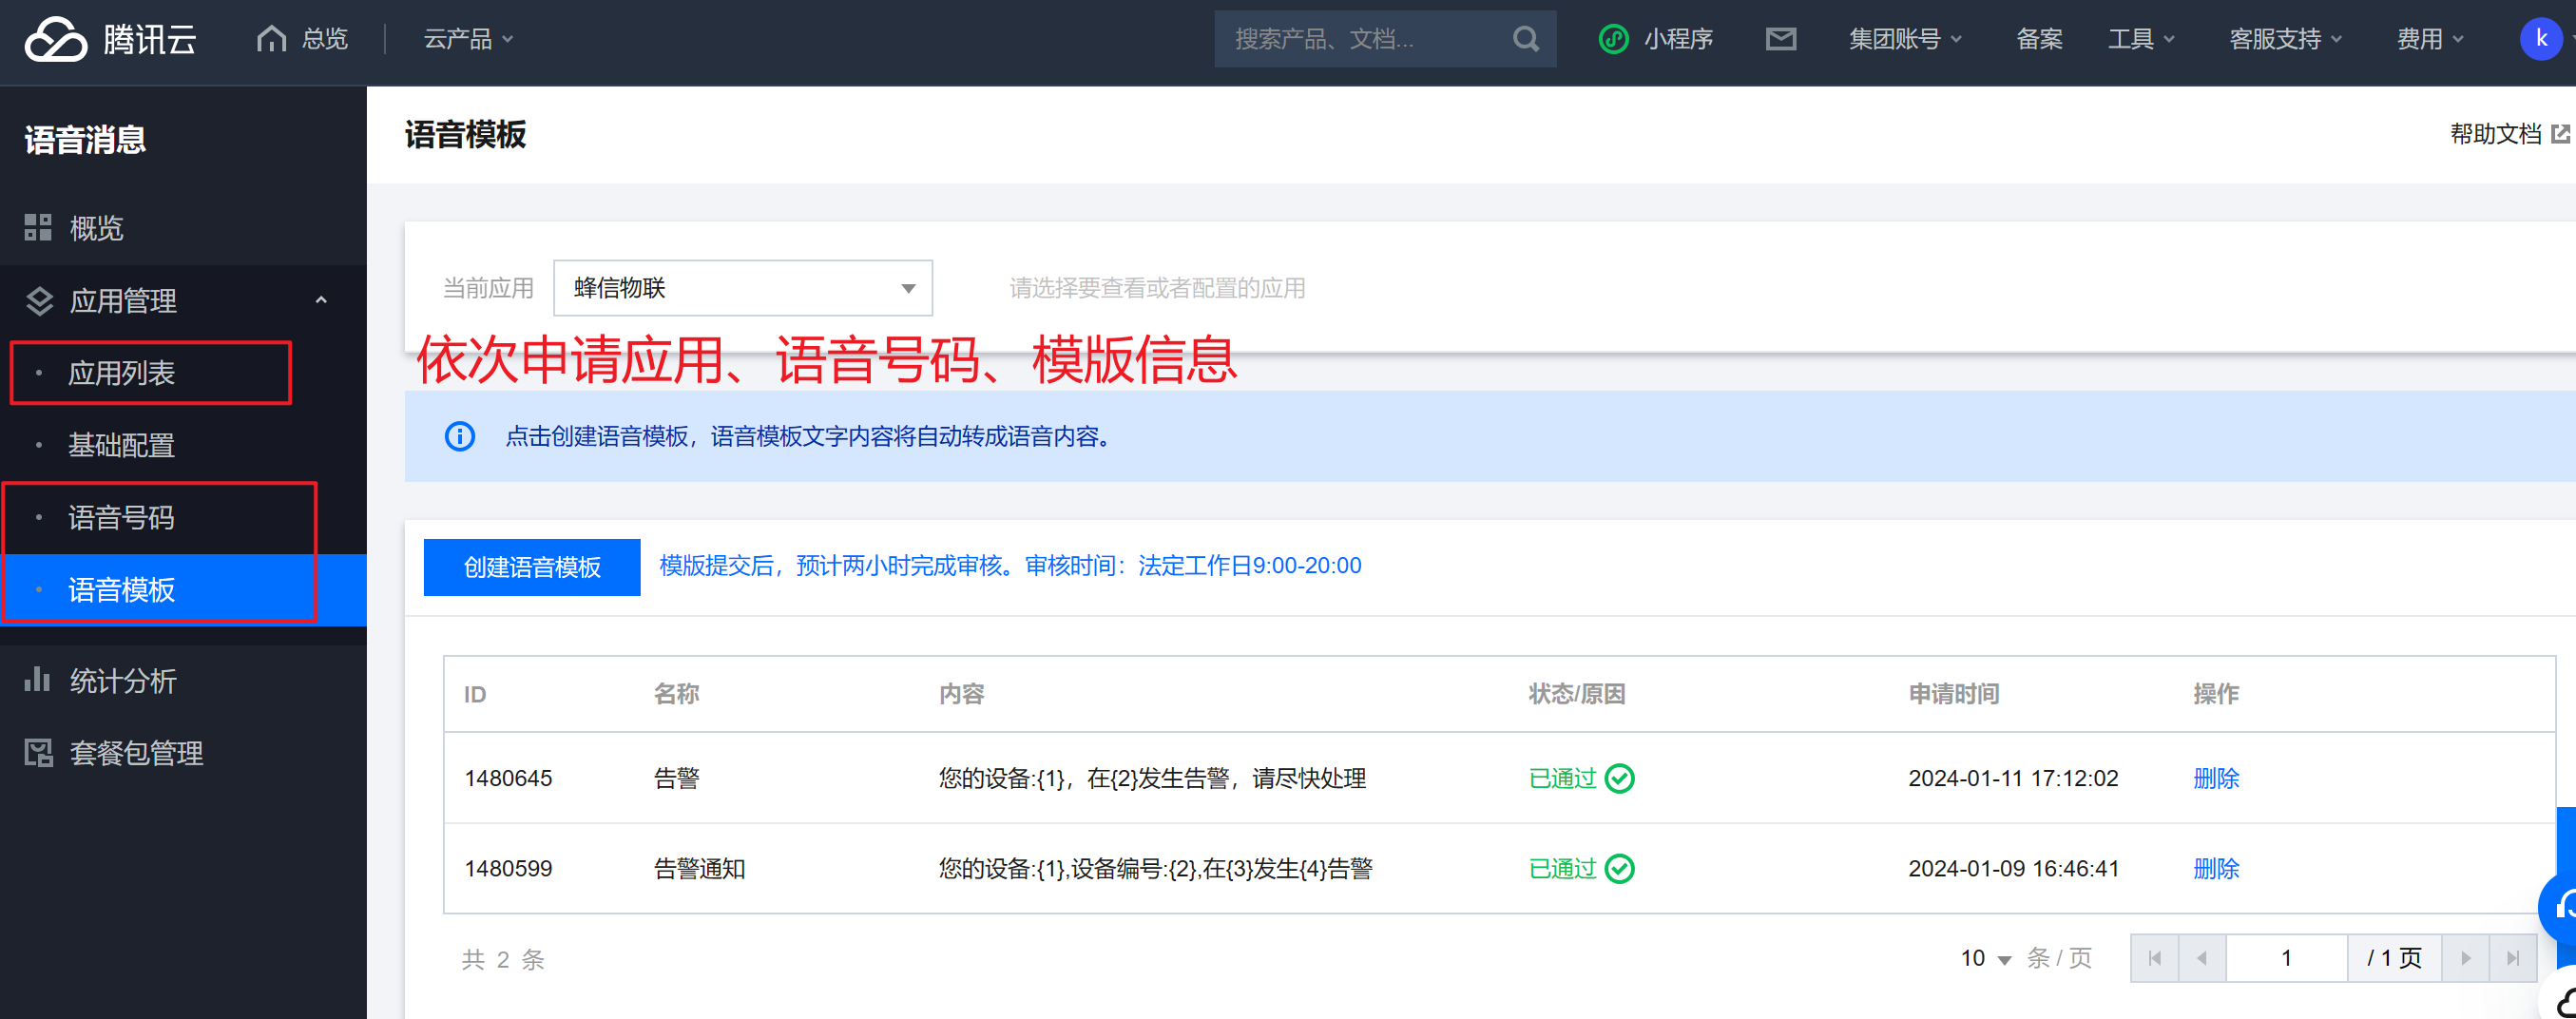 腾讯云 总览 云产品 搜索产品、文档... 小程序 集团账号 备案 工具 客服支持 费用 k
语音消息
概览
应用管理
应用列表
基础配置
语音号码
语音模板
统计分析
套餐包管理
语音模板 帮助文档
当前应用 蜂信物联 请选择要查看或者配置的应用
依次申请应用、语音号码、模版信息
点击创建语音模板，语音模板文字内容将自动转成语音内容。
创建语音模板 模版提交后，预计两小时完成审核。审核时间：法定工作日9:00-20:00
ID 名称 内容 状态/原因 申请时间 操作
1480645 告警 您的设备:{1}，在{2}发生告警，请尽快处理 已通过 2024-01-11 17:12:02 删除
1480599 告警通知 您的设备:{1},设备编号:{2},在{3}发生{4}告警 已通过 2024-01-09 16:46:41 删除
共 2 条 10 条 / 页 1 / 1 页